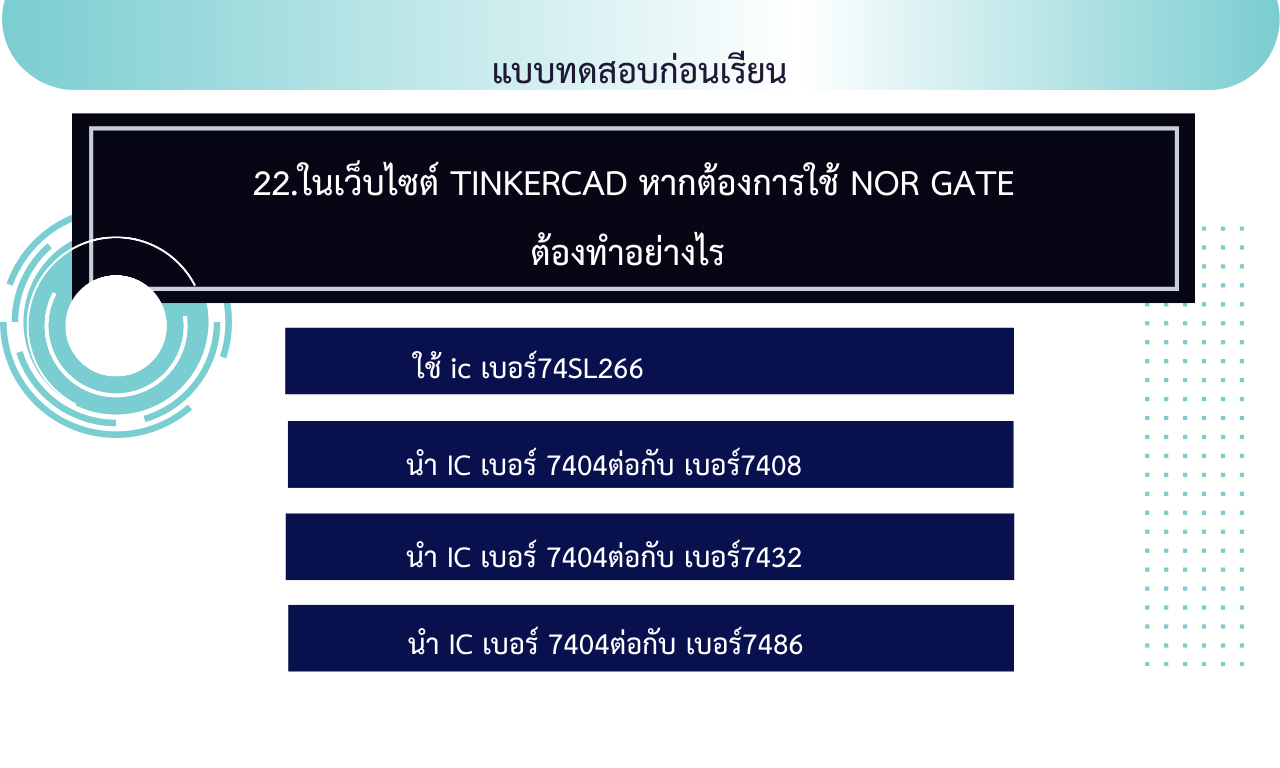 แบบทดสอบก่อนเรียน
22.ในเว็บไซต์ TINKERCAD หากต้องการใช้ NOR GATE
ต้องทำอย่างไร
ใช้ ic เบอร์74SL266
นำ IC เบอร์ 7404ต่อกับ เบอร์7408
นำ IC เบอร์ 7404ต่อกับ เบอร์7432
นำ IC เบอร์ 7404ต่อกับ เบอร์7486